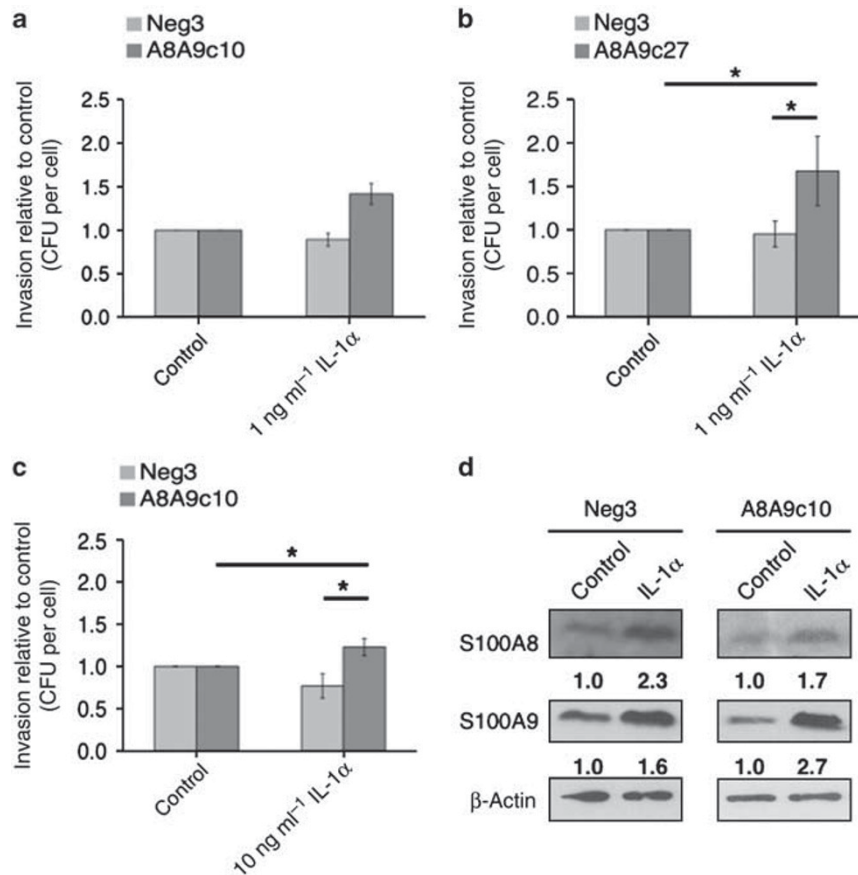 a
Neg3
A8A9c10
Invasion relative to control
(CFU per cell)
2.5
2.0
1.5
1.0
0.5
0.0
Control
1 ng ml⁻¹ IL-1α
b
Neg3
A8A9c27
*
*
Invasion relative to control
(CFU per cell)
2.5
2.0
1.5
1.0
0.5
0.0
Control
1 ng ml⁻¹ IL-1α
c
Neg3
A8A9c10
*
*
Invasion relative to control
(CFU per cell)
2.5
2.0
1.5
1.0
0.5
0.0
Control
10 ng ml⁻¹ IL-1α
d
Neg3 A8A9c10
Control IL-1α Control IL-1α
S100A8
1.0 2.3 1.0 1.7
S100A9
1.0 1.6 1.0 2.7
β-Actin